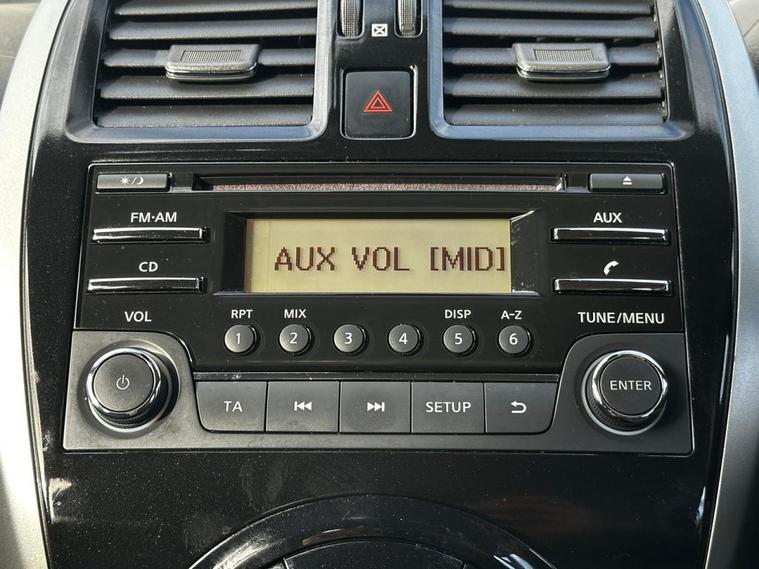 FM·AM
AUX
AUX VOL [MID]
CD
VOL
RPT
MIX
DISP
A-Z
TUNE/MENU
1
2
3
4
5
6
ENTER
TA
SETUP